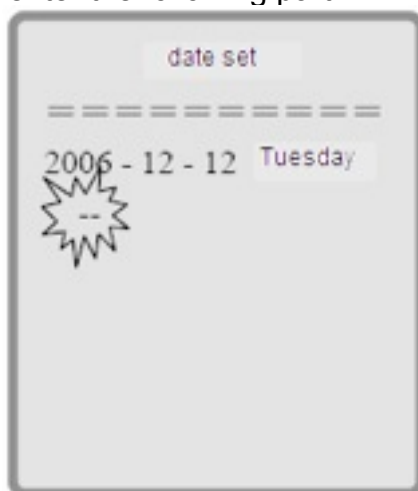 date set
===========
2006 - 12 - 12 Tuesday
--